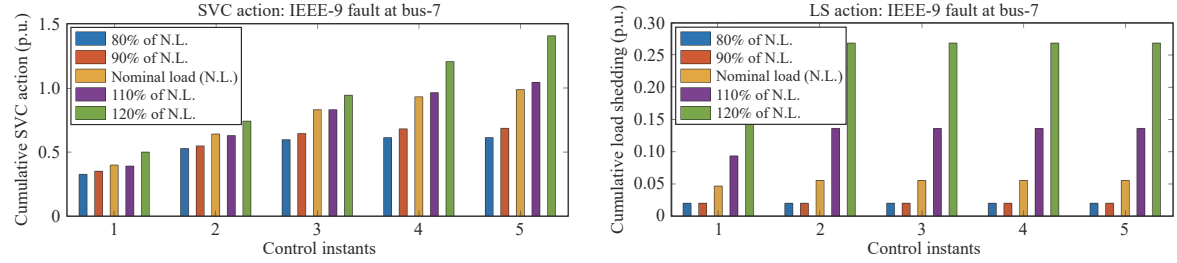 SVC action: IEEE-9 fault at bus-7
Cumulative SVC action (p.u.)
1.5
1.0
0.5
0
80% of N.L.
90% of N.L.
Nominal load (N.L.)
110% of N.L.
120% of N.L.
1 2 3 4 5
Control instants
LS action: IEEE-9 fault at bus-7
Cumulative load shedding (p.u.)
0.30
0.25
0.20
0.15
0.10
0.05
0
80% of N.L.
90% of N.L.
Nominal load (N.L.)
110% of N.L.
120% of N.L.
1 2 3 4 5
Control instants